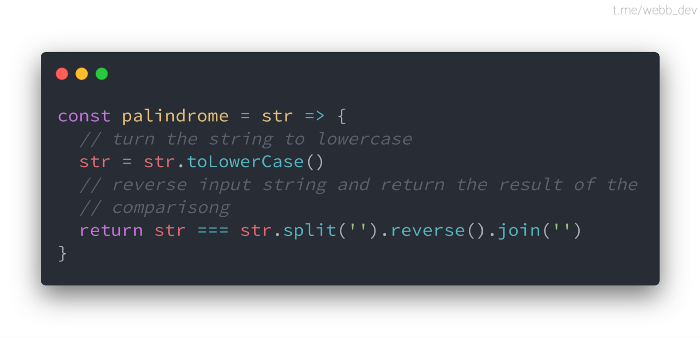 t.me/webb_dev
const palindrome = str => {
  // turn the string to lowercase
  str = str.toLowerCase()
  // reverse input string and return the result of the
  // comparisong
  return str === str.split('').reverse().join('')
}